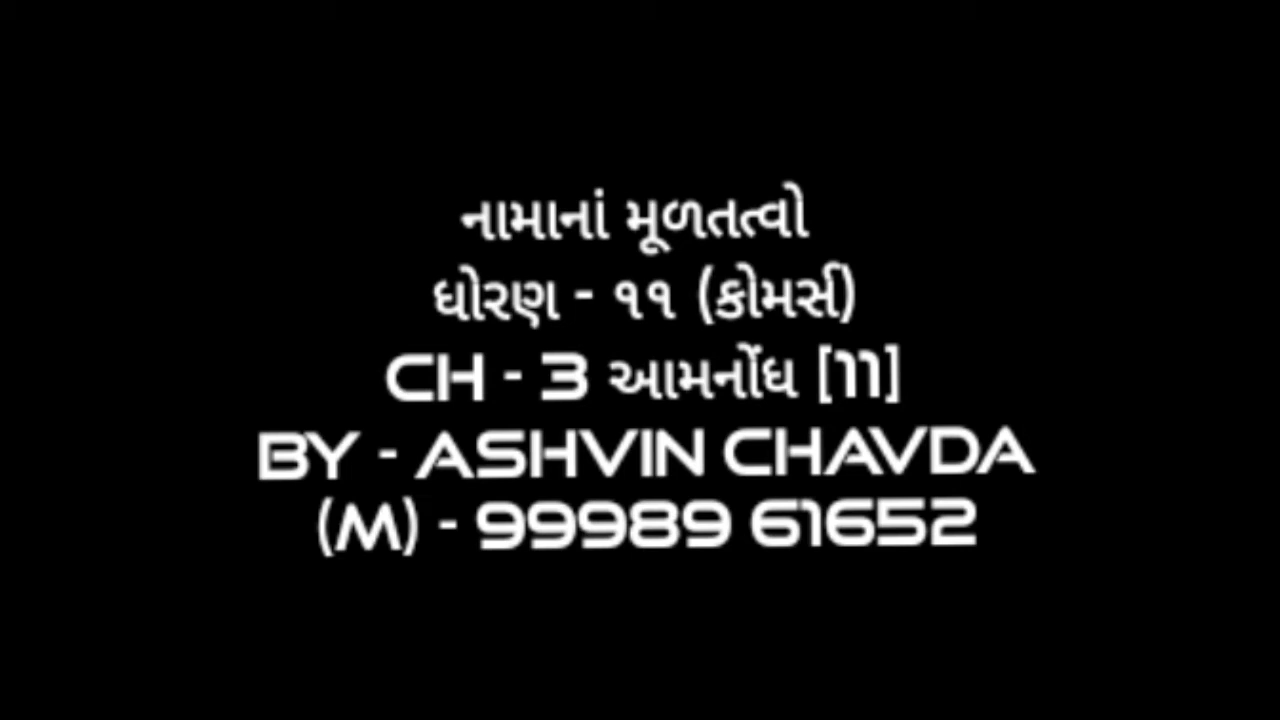 નામાનાં મૂળતત્વો
ધોરણ - ૧૧ (કોમર્સ)
CH - 3 આમનોંધ [11]
BY - ASHVIN CHAVDA
(M) - 99989 61652